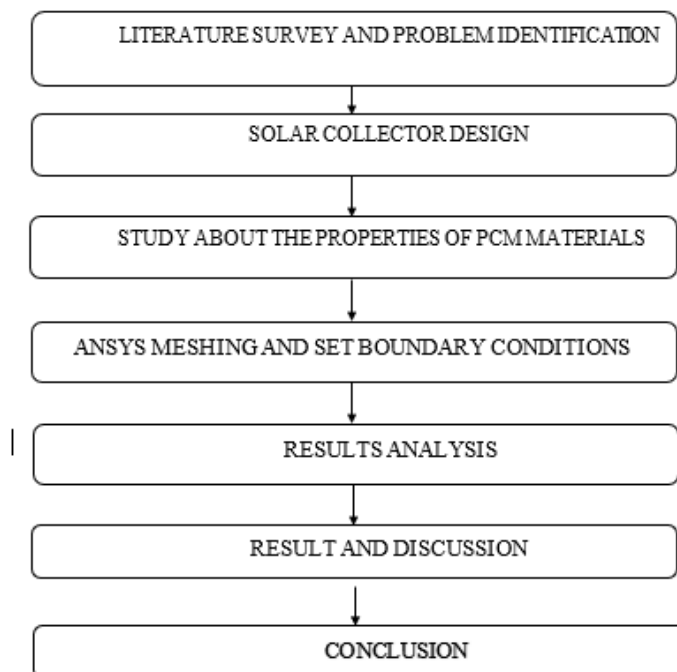 LITERATURE SURVEY AND PROBLEM IDENTIFICATION
SOLAR COLLECTOR DESIGN
STUDY ABOUT THE PROPERTIES OF PCM MATERIALS
ANSYS MESHING AND SET BOUNDARY CONDITIONS
RESULTS ANALYSIS
RESULT AND DISCUSSION
CONCLUSION